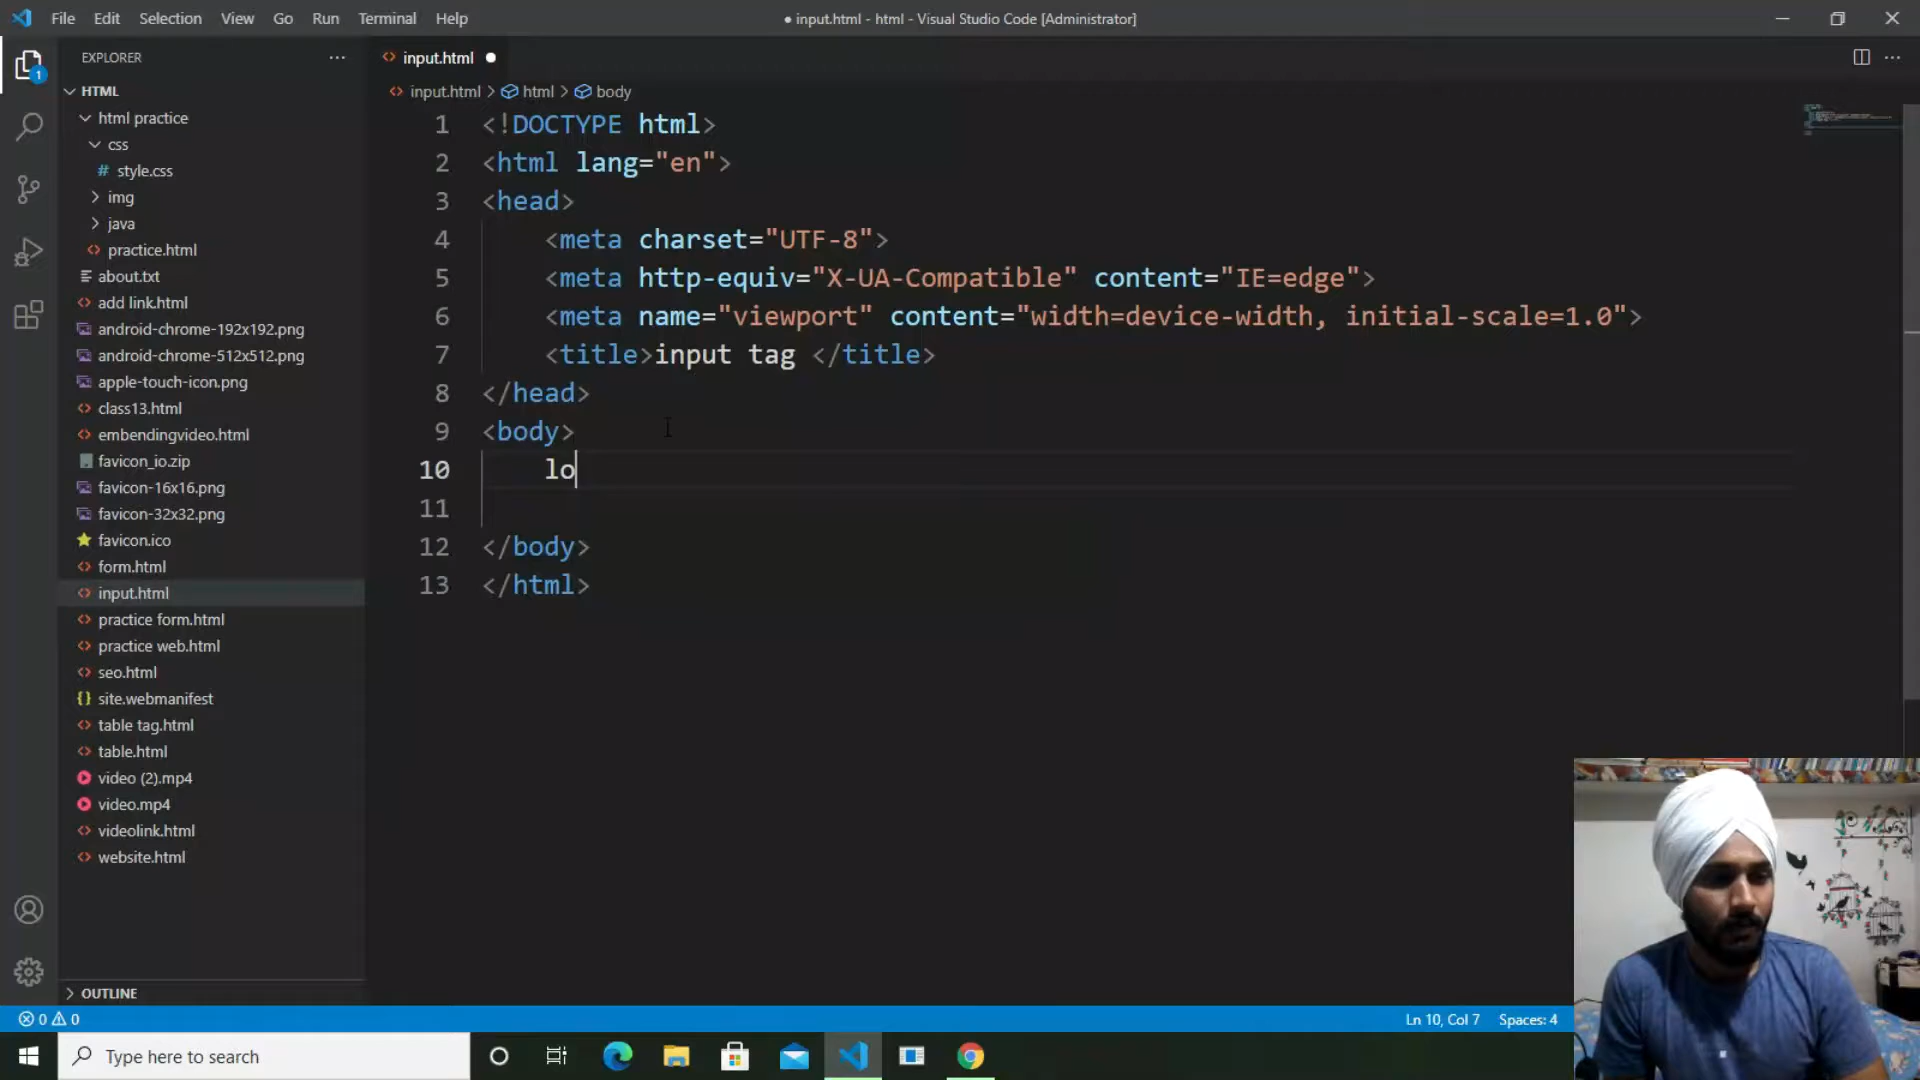 File Edit Selection View Go Run Terminal Help
● input.html - html - Visual Studio Code [Administrator]
EXPLORER
HTML
html practice
css
style.css
img
java
practice.html
about.txt
add link.html
android-chrome-192x192.png
android-chrome-512x512.png
apple-touch-icon.png
class13.html
embendingvideo.html
favicon_io.zip
favicon-16x16.png
favicon-32x32.png
favicon.ico
form.html
input.html
practice form.html
practice web.html
seo.html
site.webmanifest
table tag.html
table.html
video (2).mp4
video.mp4
videolink.html
website.html
OUTLINE
1
input.html
input.html > html > body
1 <!DOCTYPE html>
2 <html lang="en">
3 <head>
4 <meta charset="UTF-8">
5 <meta http-equiv="X-UA-Compatible" content="IE=edge">
6 <meta name="viewport" content="width=device-width, initial-scale=1.0">
7 <title>input tag </title>
8 </head>
9 <body>
10 lo
11
12 </body>
13 </html>
0 0
Ln 10, Col 7 Spaces: 4
Type here to search